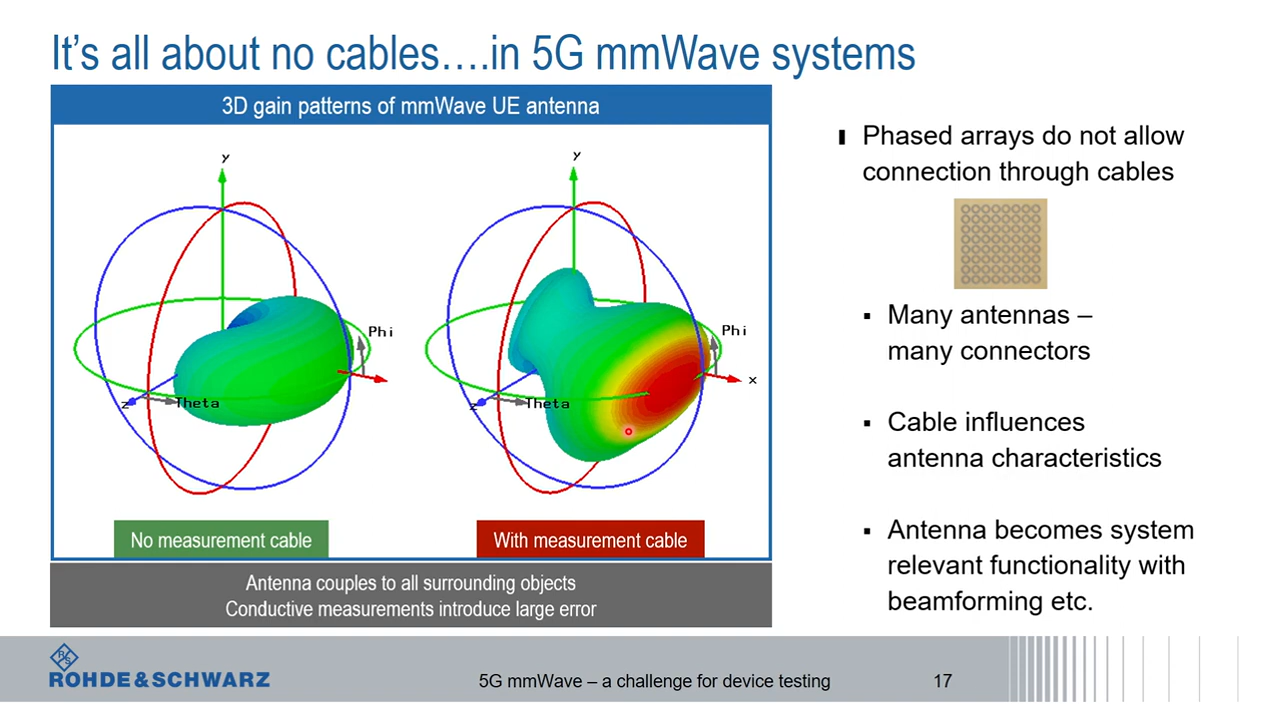 It's all about no cables….in 5G mmWave systems
3D gain patterns of mmWave UE antenna
y
Phi
z
Theta
No measurement cable
y
Phi
x
z
Theta
With measurement cable
Antenna couples to all surrounding objects
Conductive measurements introduce large error
Phased arrays do not allow
connection through cables
Many antennas –
many connectors
Cable influences
antenna characteristics
Antenna becomes system
relevant functionality with
beamforming etc.
R&S
ROHDE&SCHWARZ
5G mmWave – a challenge for device testing
17